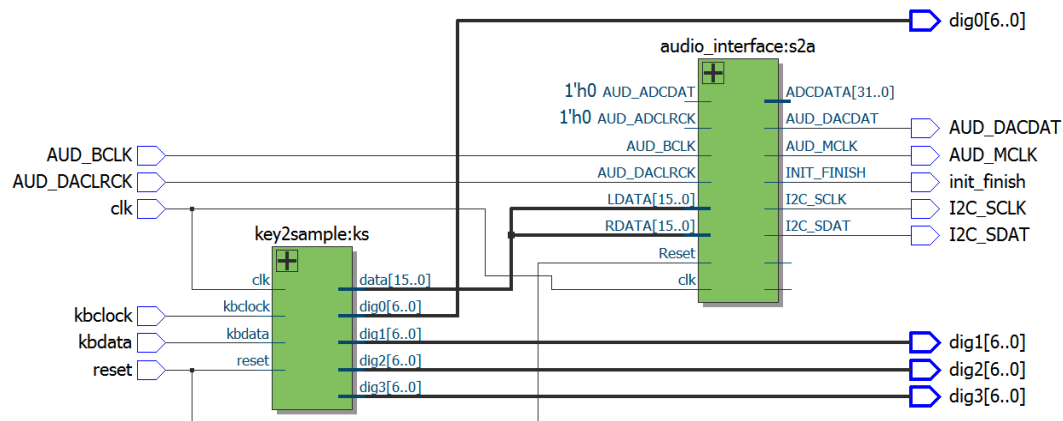 dig0[6..0]
audio_interface:s2a
1'h0 AUD_ADCDAT
ADCDATA[31..0]
1'h0 AUD_ADCLRCK
AUD_DACDAT
AUD_DACDAT
AUD_BCLK
AUD_BCLK
AUD_MCLK
AUD_MCLK
AUD_DACLRCK
AUD_DACLRCK
INIT_FINISH
init_finish
clk
LDATA[15..0]
I2C_SCLK
I2C_SCLK
key2sample:ks
RDATA[15..0]
I2C_SDAT
I2C_SDAT
Reset
clk
data[15..0]
clk
kbclock
kbclock
dig0[6..0]
kbdata
kbdata
dig1[6..0]
dig1[6..0]
reset
reset
dig2[6..0]
dig2[6..0]
dig3[6..0]
dig3[6..0]